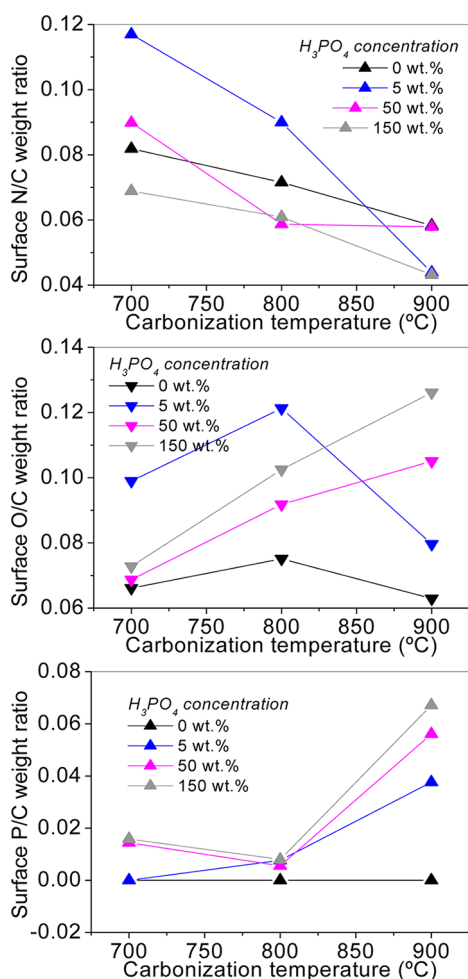 Surface N/C weight ratio
0.12
0.10
0.08
0.06
0.04
H₃PO₄ concentration
0 wt.%
5 wt.%
50 wt.%
150 wt.%
700 750 800 850 900
Carbonization temperature (ºC)
Surface O/C weight ratio
0.14
0.12
0.10
0.08
0.06
H₃PO₄ concentration
0 wt.%
5 wt.%
50 wt.%
150 wt.%
700 750 800 850 900
Carbonization temperature (ºC)
Surface P/C weight ratio
0.08
0.06
0.04
0.02
0.00
-0.02
H₃PO₄ concentration
0 wt.%
5 wt.%
50 wt.%
150 wt.%
700 750 800 850 900
Carbonization temperature (ºC)